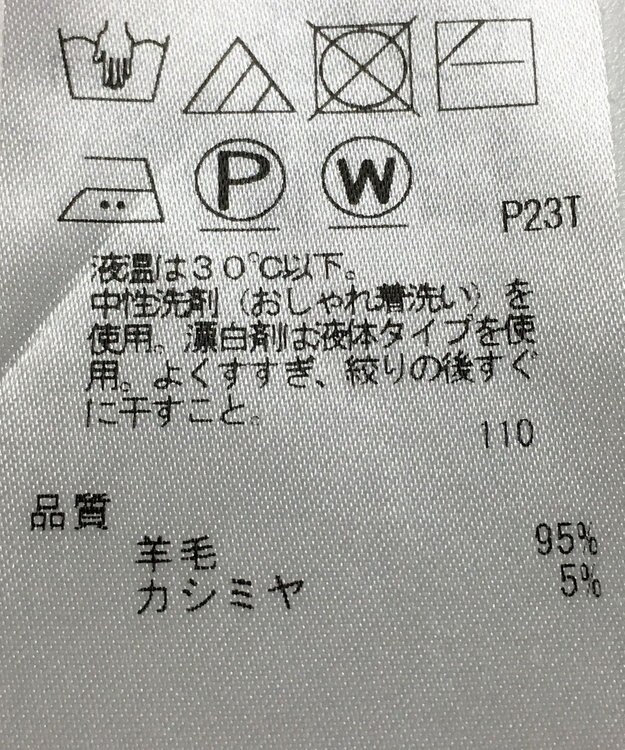 P W P23T
液温は30℃以下。
中性洗剤（おしゃれ着洗い）を
使用。漂白剤は液体タイプを使
用。よくすすぎ、絞りの後すぐ
に干すこと。
110
品質
羊毛 95%
カシミヤ 5%